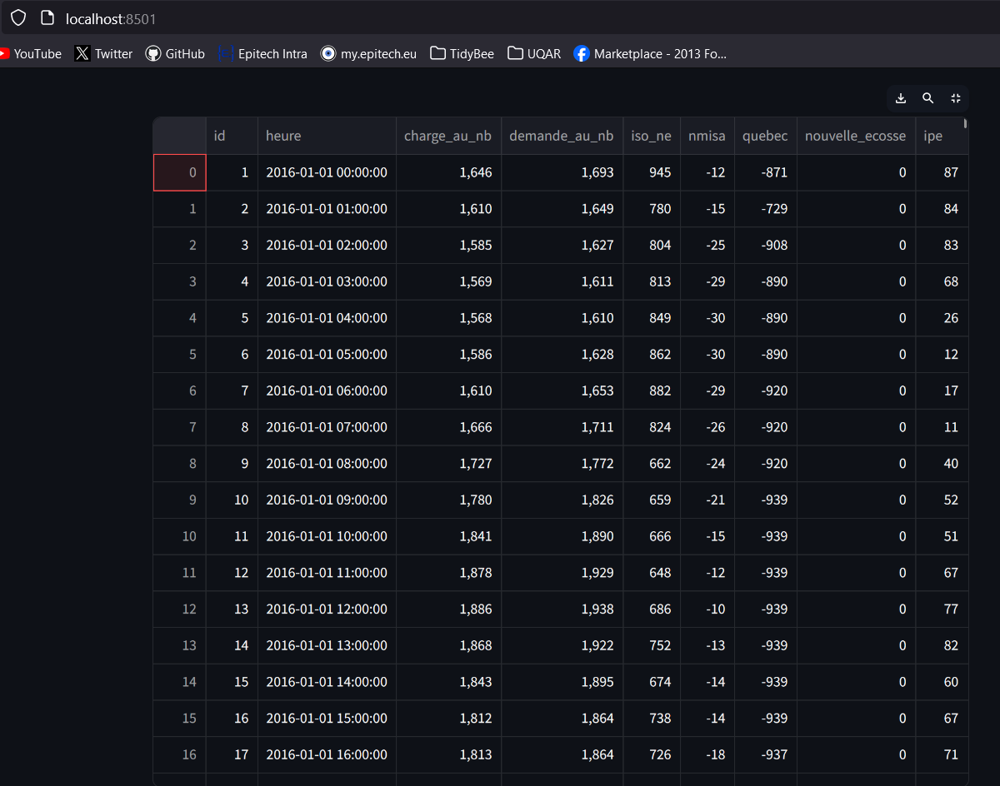 localhost:8501
YouTube Twitter GitHub Epitech Intra my.epitech.eu TidyBee UQAR Marketplace - 2013 Fo...
id heure charge_au_nb demande_au_nb iso_ne nmisa quebec nouvelle_ecosse ipe
0 1 2016-01-01 00:00:00 1,646 1,693 945 -12 -871 0 87
1 2 2016-01-01 01:00:00 1,610 1,649 780 -15 -729 0 84
2 3 2016-01-01 02:00:00 1,585 1,627 804 -25 -908 0 83
3 4 2016-01-01 03:00:00 1,569 1,611 813 -29 -890 0 68
4 5 2016-01-01 04:00:00 1,568 1,610 849 -30 -890 0 26
5 6 2016-01-01 05:00:00 1,586 1,628 862 -30 -890 0 12
6 7 2016-01-01 06:00:00 1,610 1,653 882 -29 -920 0 17
7 8 2016-01-01 07:00:00 1,666 1,711 824 -26 -920 0 11
8 9 2016-01-01 08:00:00 1,727 1,772 662 -24 -920 0 40
9 10 2016-01-01 09:00:00 1,780 1,826 659 -21 -939 0 52
10 11 2016-01-01 10:00:00 1,841 1,890 666 -15 -939 0 51
11 12 2016-01-01 11:00:00 1,878 1,929 648 -12 -939 0 67
12 13 2016-01-01 12:00:00 1,886 1,938 686 -10 -939 0 77
13 14 2016-01-01 13:00:00 1,868 1,922 752 -13 -939 0 82
14 15 2016-01-01 14:00:00 1,843 1,895 674 -14 -939 0 60
15 16 2016-01-01 15:00:00 1,812 1,864 738 -14 -939 0 67
16 17 2016-01-01 16:00:00 1,813 1,864 726 -18 -937 0 71